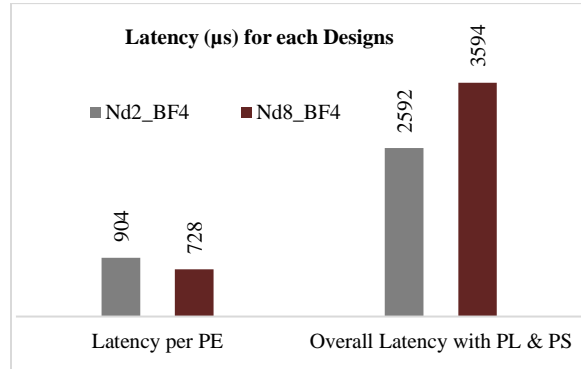 Latency (µs) for each Designs
Nd2_BF4 Nd8_BF4
904
728
2592
3594
Latency per PE
Overall Latency with PL & PS